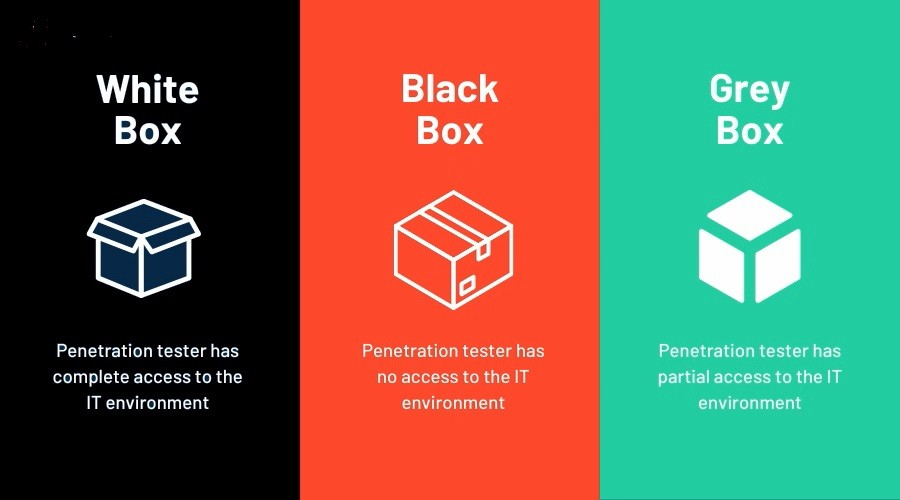 White
Box
Penetration tester has
complete access to the
IT environment
Black
Box
Penetration tester has
no access to the IT
environment
Grey
Box
Penetration tester has
partial access to the IT
environment